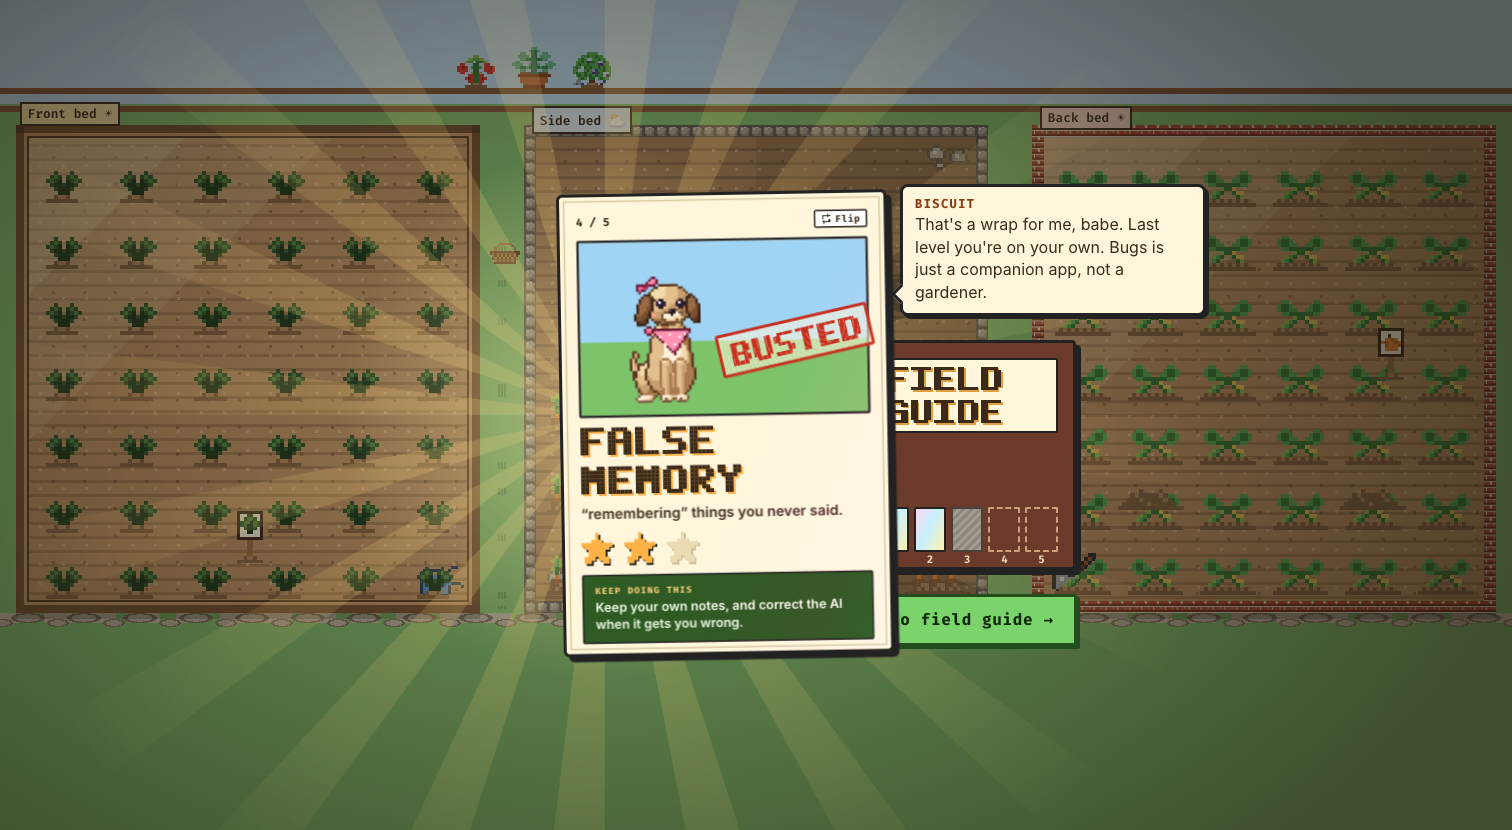 Front bed ☀
Side bed ⛅
Back bed ☀
4 / 5
Flip
BUSTED
FALSE
MEMORY
“remembering” things you never said.
KEEP DOING THIS
Keep your own notes, and correct the AI
when it gets you wrong.
BISCUIT
That's a wrap for me, babe. Last
level you're on your own. Bugs is
just a companion app, not a
gardener.
FIELD
GUIDE
2 3 4 5
o field guide →